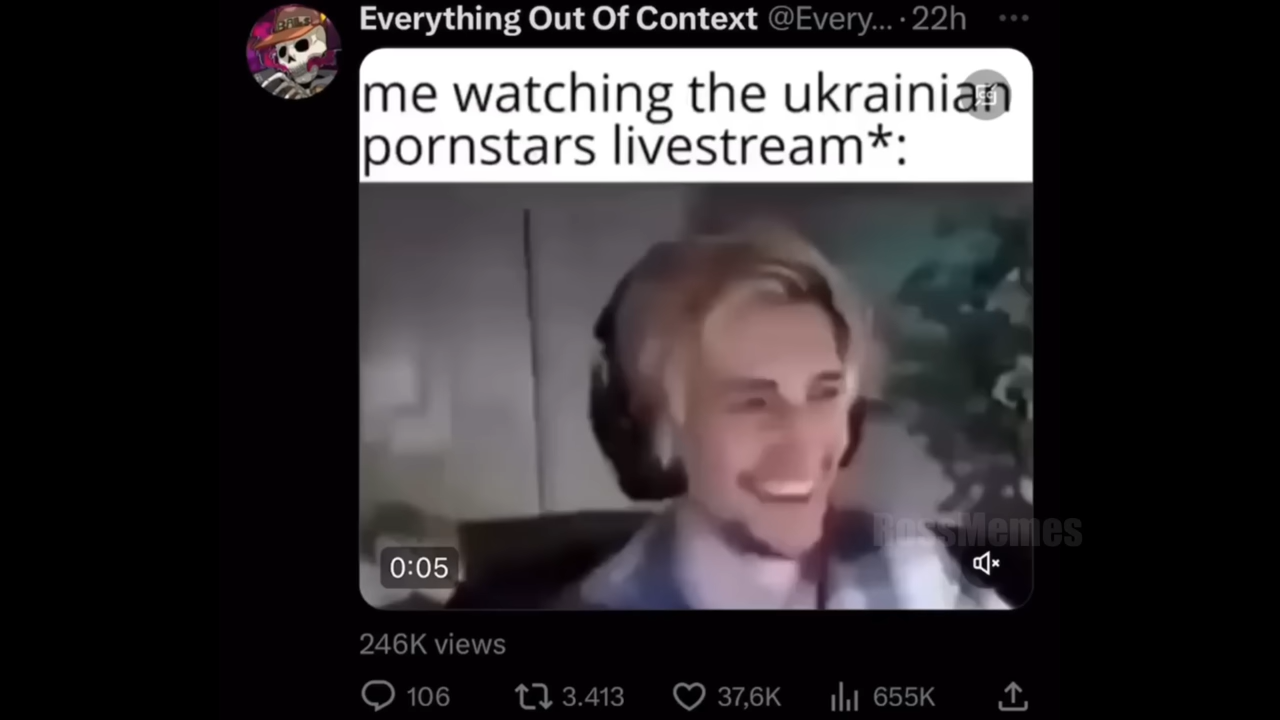 Everything Out Of Context @Every... · 22h
me watching the ukrainian
pornstars livestream*:
RossMemes
0:05
246K views
106 3.413 37,6K 655K